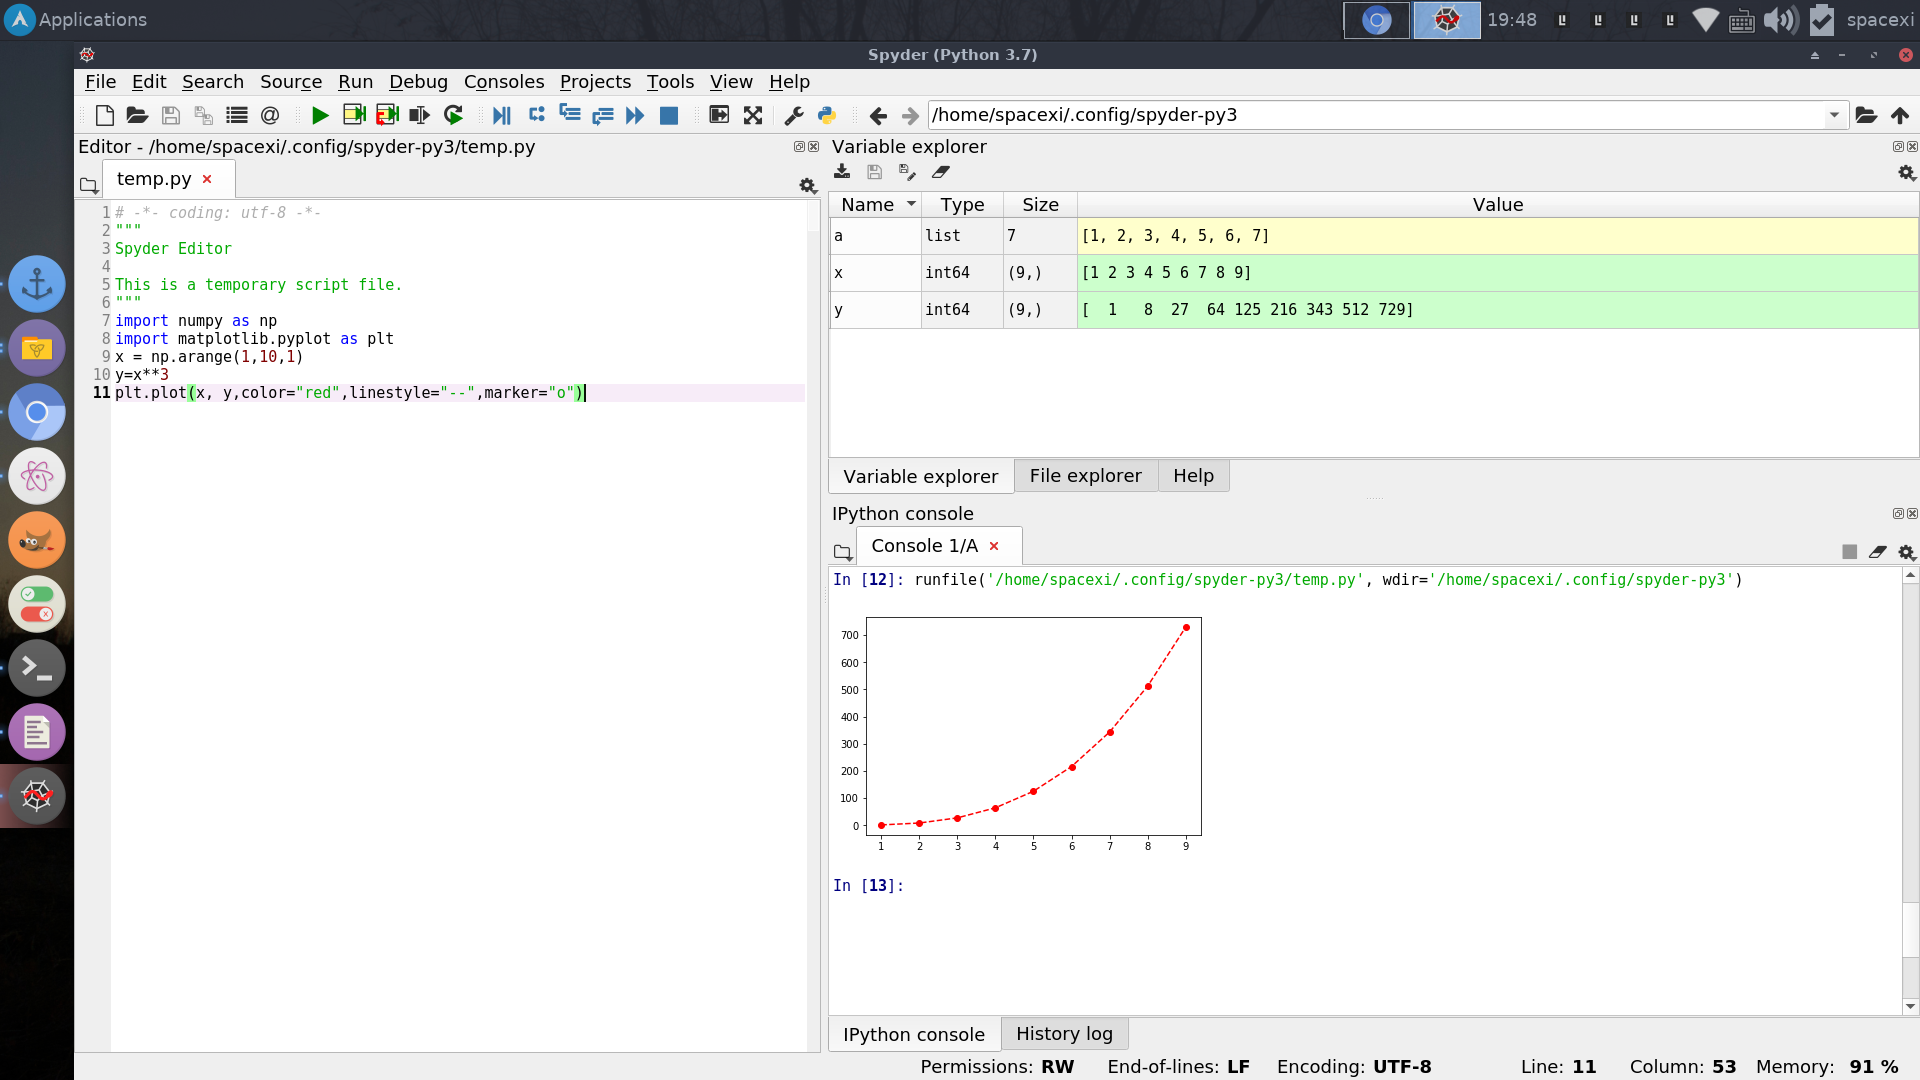 Applications
19:48
spacexi
Spyder (Python 3.7)
File Edit Search Source Run Debug Consoles Projects Tools View Help
@
/home/spacexi/.config/spyder-py3
Editor - /home/spacexi/.config/spyder-py3/temp.py
temp.py
1 # -*- coding: utf-8 -*-
2 """
3 Spyder Editor
4
5 This is a temporary script file.
6 """
7 import numpy as np
8 import matplotlib.pyplot as plt
9 x = np.arange(1,10,1)
10 y=x**3
11 plt.plot(x, y,color="red",linestyle="--",marker="o")
Variable explorer
Name Type Size Value
a list 7 [1, 2, 3, 4, 5, 6, 7]
x int64 (9,) [1 2 3 4 5 6 7 8 9]
y int64 (9,) [  1   8  27  64 125 216 343 512 729]
Variable explorer File explorer Help
IPython console
Console 1/A
In [12]: runfile('/home/spacexi/.config/spyder-py3/temp.py', wdir='/home/spacexi/.config/spyder-py3')
700
600
500
400
300
200
100
0
1 2 3 4 5 6 7 8 9
In [13]:
IPython console History log
Permissions: RW End-of-lines: LF Encoding: UTF-8 Line: 11 Column: 53 Memory: 91 %